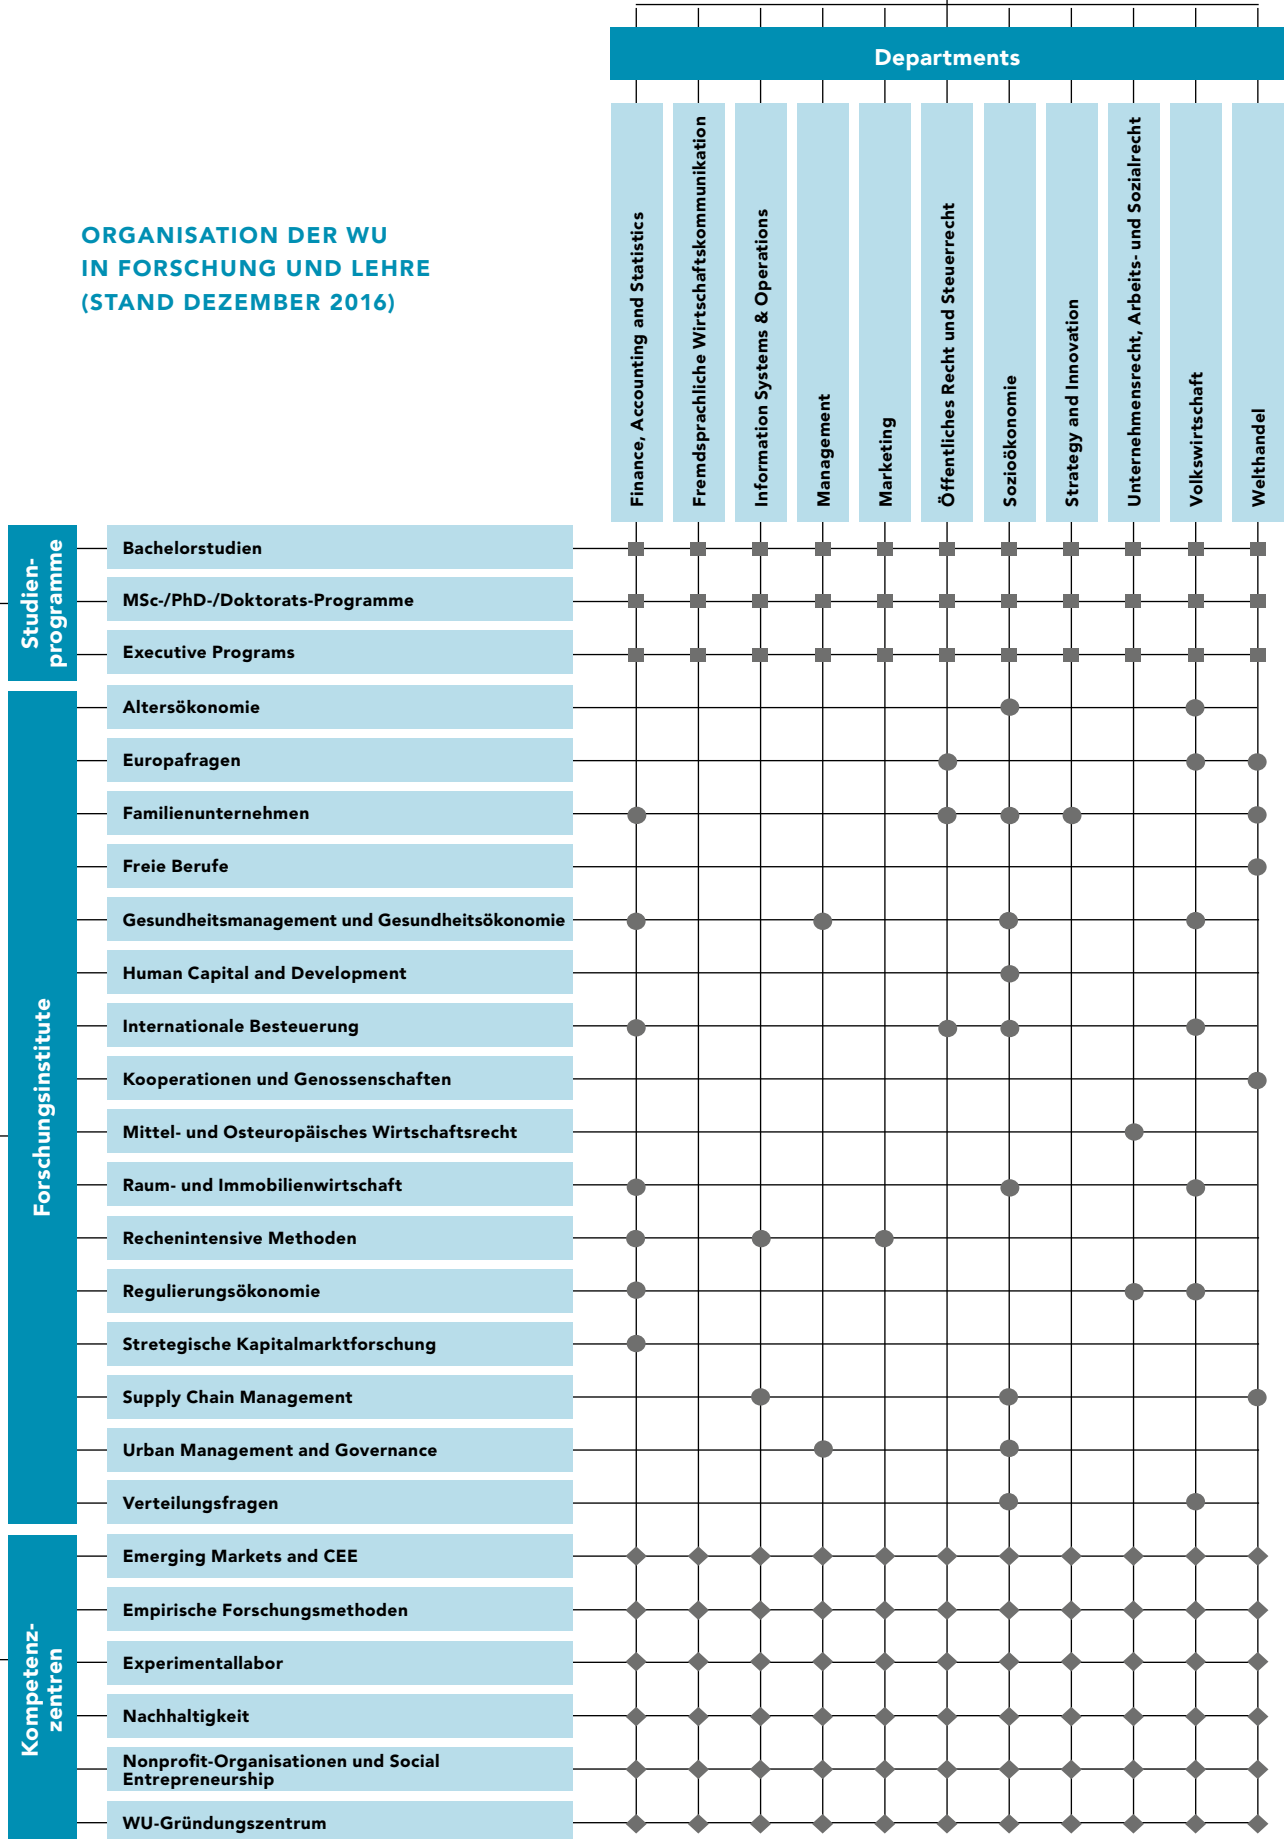 Departments
Finance, Accounting and Statistics
Fremdsprachliche Wirtschaftskommunikation
Information Systems & Operations
Management
Marketing
Öffentliches Recht und Steuerrecht
Sozioökonomie
Strategy and Innovation
Unternehmensrecht, Arbeits- und Sozialrecht
Volkswirtschaft
Welthandel
ORGANISATION DER WU
IN FORSCHUNG UND LEHRE
(STAND DEZEMBER 2016)
Studien-
programme
Bachelorstudien
MSc-/PhD-/Doktorats-Programme
Executive Programs
Forschungsinstitute
Altersökonomie
Europafragen
Familienunternehmen
Freie Berufe
Gesundheitsmanagement und Gesundheitsökonomie
Human Capital and Development
Internationale Besteuerung
Kooperationen und Genossenschaften
Mittel- und Osteuropäisches Wirtschaftsrecht
Raum- und Immobilienwirtschaft
Rechenintensive Methoden
Regulierungsökonomie
Stretegische Kapitalmarktforschung
Supply Chain Management
Urban Management and Governance
Verteilungsfragen
Kompetenz-
zentren
Emerging Markets and CEE
Empirische Forschungsmethoden
Experimentallabor
Nachhaltigkeit
Nonprofit-Organisationen und Social
Entrepreneurship
WU-Gründungszentrum